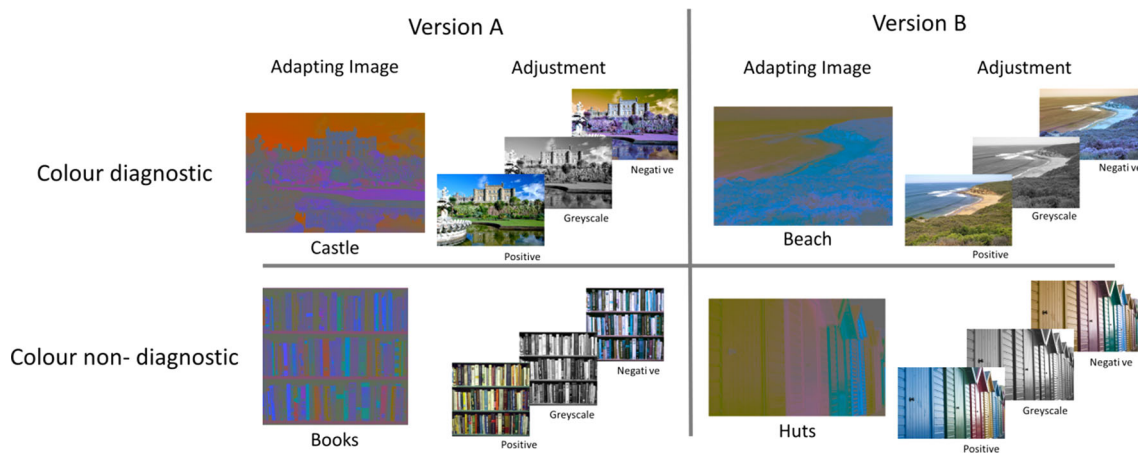 Version A
Version B
Adapting Image
Adjustment
Adapting Image
Adjustment
Colour diagnostic
Negati ve
Greyscale
Positive
Castle
Negati ve
Greyscale
Positive
Beach
Colour non- diagnostic
Negati ve
Greyscale
Positive
Books
Negati ve
Greyscale
Positive
Huts